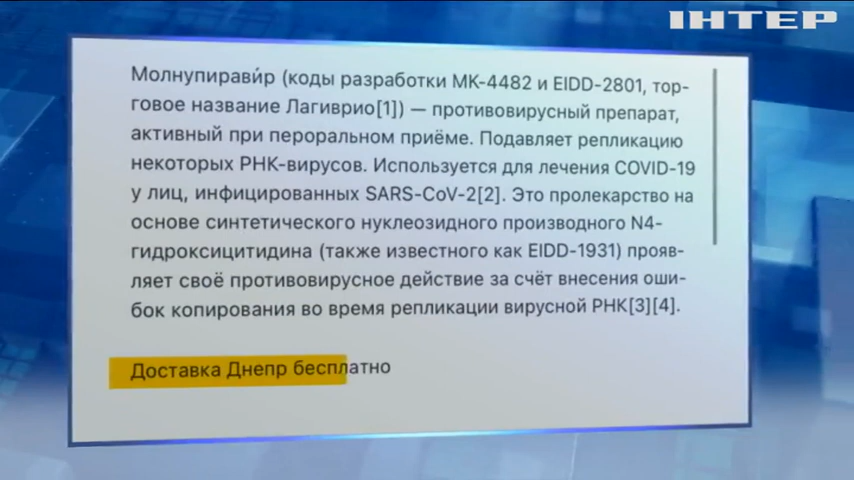 ІНТЕР
Молнупирави́р (коды разработки MK-4482 и EIDD-2801, тор-
говое название Лагиврио[1]) — противовирусный препарат,
активный при пероральном приёме. Подавляет репликацию
некоторых РНК-вирусов. Используется для лечения COVID-19
у лиц, инфицированных SARS-CoV-2[2]. Это пролекарство на
основе синтетического нуклеозидного производного N4-
гидроксицитидина (также известного как EIDD-1931) прояв-
ляет своё противовирусное действие за счёт внесения оши-
бок копирования во время репликации вирусной РНК[3][4].
Доставка Днепр бесплатно